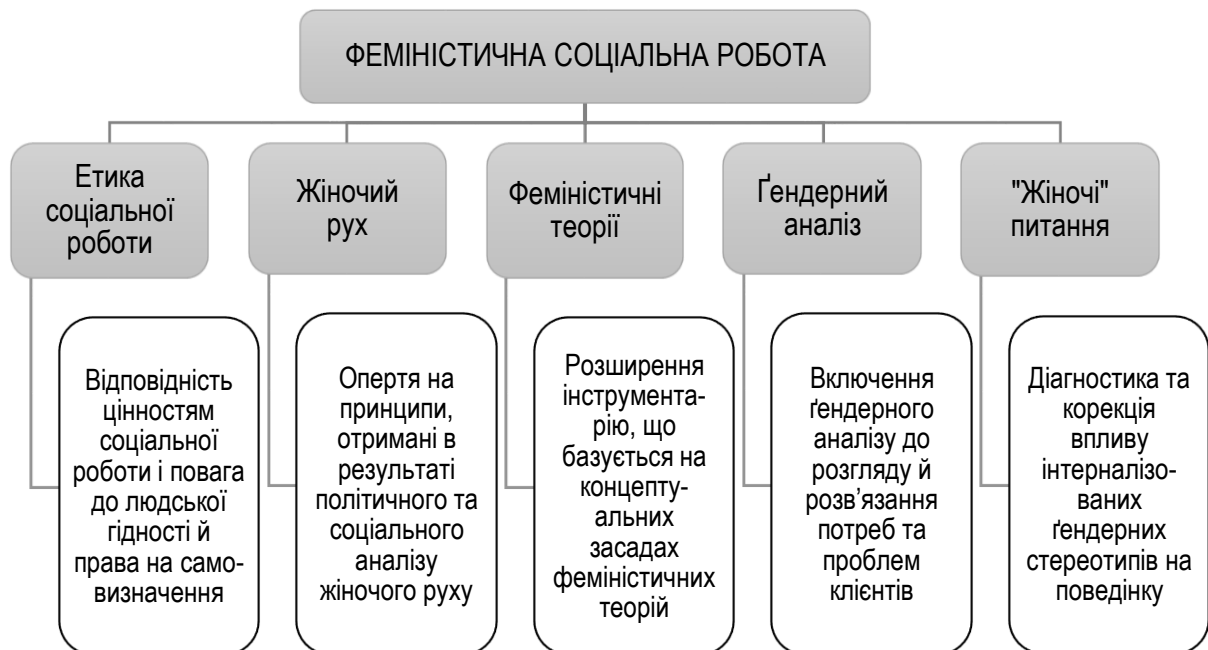 ФЕМІНІСТИЧНА СОЦІАЛЬНА РОБОТА
Етика
соціальної
роботи
Жіночий
рух
Феміністичні
теорії
Ґендерний
аналіз
"Жіночі"
питання
Відповідність
цінностям
соціальної
роботи і повага
до людської
гідності й
права на само-
визначення
Опертя на
принципи,
отримані в
результаті
політичного та
соціального
аналізу
жіночого руху
Розширення
інструмента-
рію, що
базується на
концепту-
альних
засадах
феміністичних
теорій
Включення
ґендерного
аналізу до
розгляду й
розв’язання
потреб та
проблем
клієнтів
Діагностика та
корекція
впливу
інтерналізо-
ваних
ґендерних
стереотипів на
поведінку